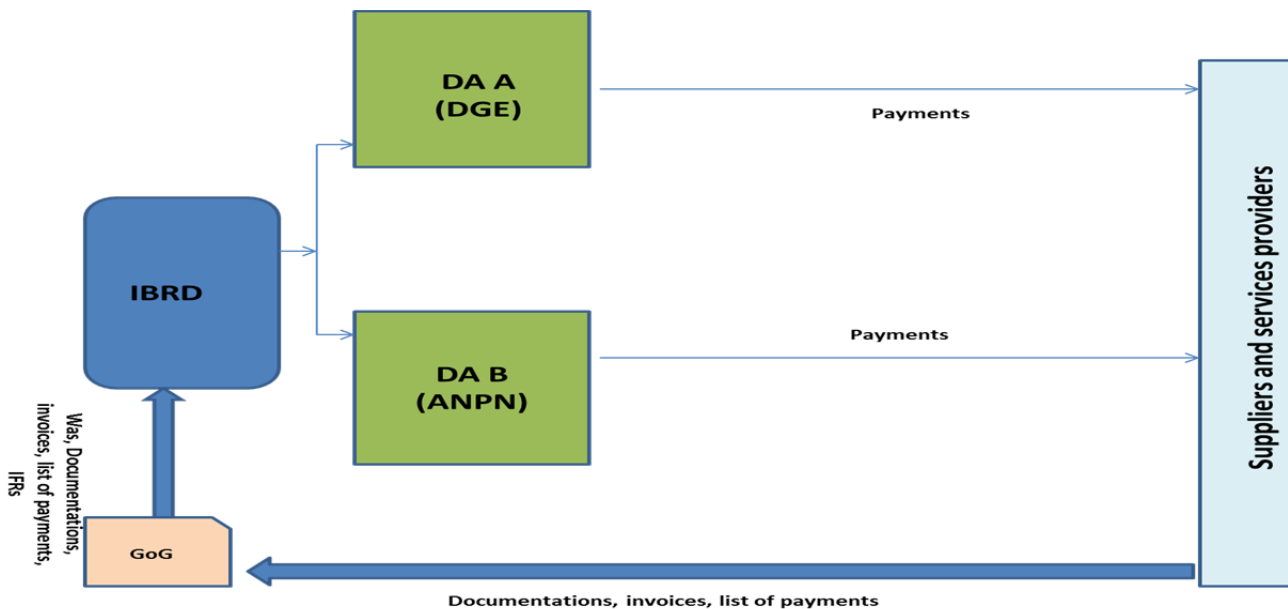 DA A
(DGE)
Payments
Suppliers and services providers
IBRD
Payments
DA B
(ANPN)
Was, Documentations,
invoices, list of payments,
IFRs
GoG
Documentations, invoices, list of payments